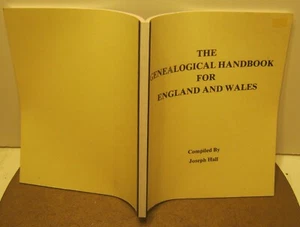 THE
GENEALOGICAL HANDBOOK
FOR
ENGLAND AND WALES
Compiled By
Joseph Hall